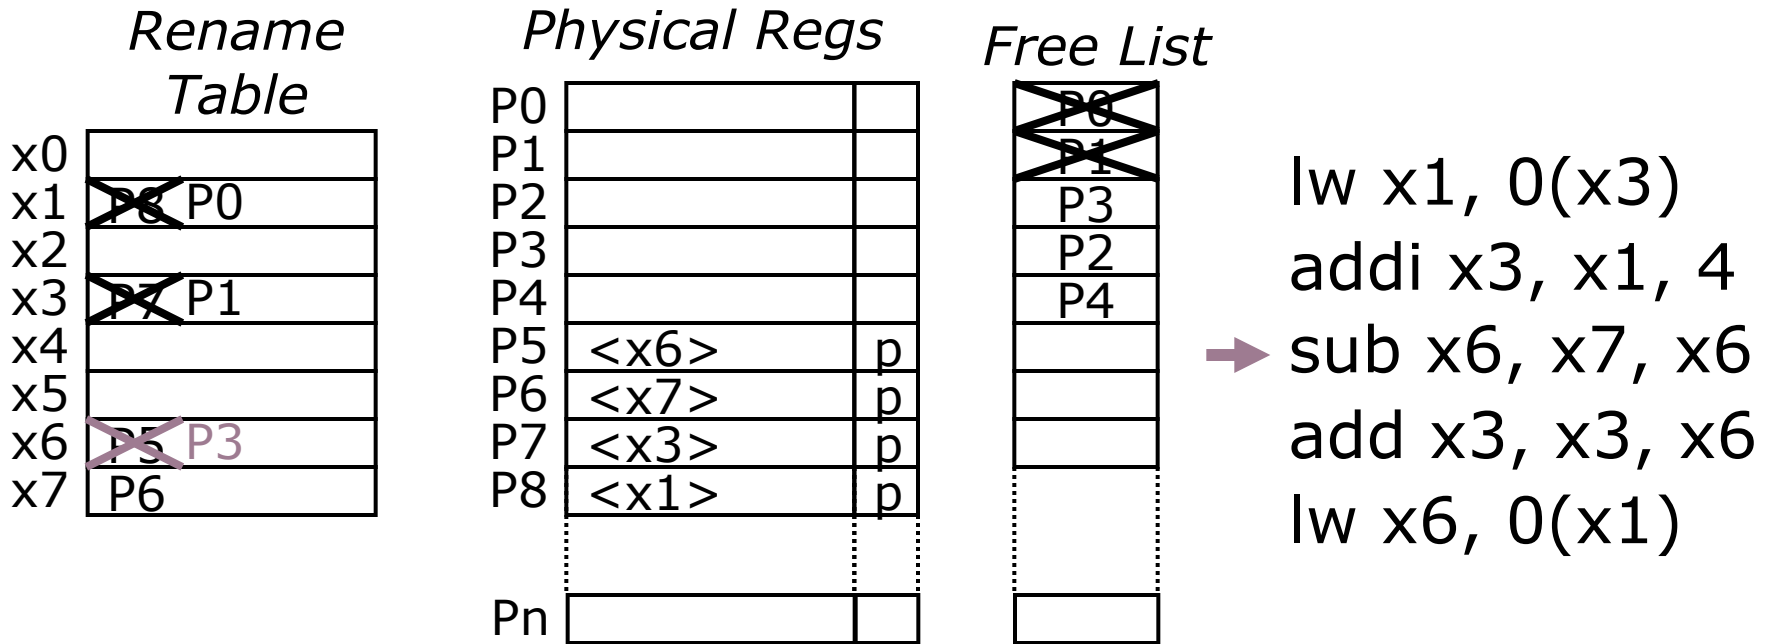 Rename
Table
x0
x1 P8 P0
x2
x3 P7 P1
x4
x5
x6 P5 P3
x7 P6
Physical Regs
P0
P1
P2
P3
P4
P5 <x6> p
P6 <x7> p
P7 <x3> p
P8 <x1> p
Pn
Free List
P0
P1
P3
P2
P4
lw x1, 0(x3)
addi x3, x1, 4
sub x6, x7, x6
add x3, x3, x6
lw x6, 0(x1)